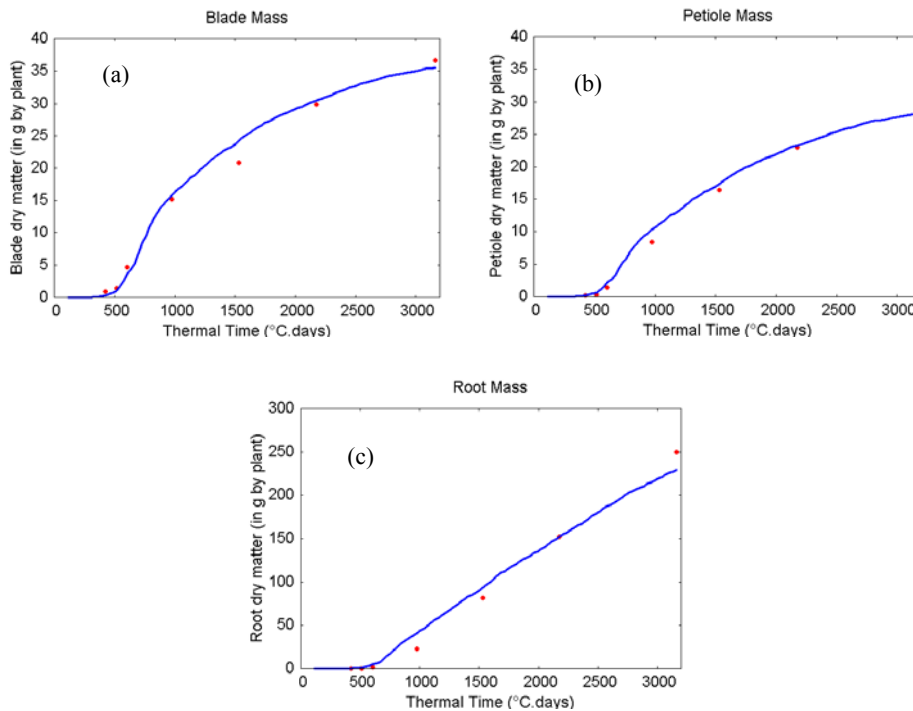 Blade Mass
Blade dry matter (in g by plant)
40
35
30
25
20
15
10
5
0
(a)
0 500 1000 1500 2000 2500 3000
Thermal Time (°C.days)
Petiole Mass
Petiole dry matter (in g by plant)
40
35
30
25
20
15
10
5
0
(b)
0 500 1000 1500 2000 2500 3000
Thermal Time (°C.days)
Root Mass
Root dry matter (in g by plant)
300
250
200
150
100
50
0
(c)
0 500 1000 1500 2000 2500 3000
Thermal Time (°C.days)